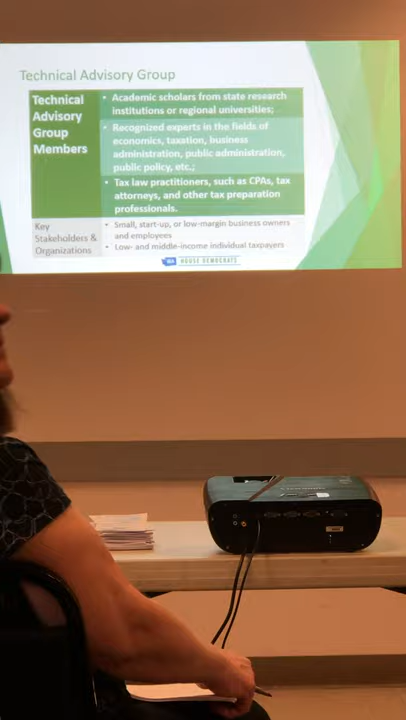 Technical Advisory Group
Technical
Advisory
Group
Members
• Academic scholars from state research
institutions or regional universities;
• Recognized experts in the fields of
economics, taxation, business
administration, public administration,
public policy, etc.;
• Tax law practitioners, such as CPAs, tax
attorneys, and other tax preparation
professionals.
Key
Stakeholders &
Organizations
• Small, start-up, or low-margin business owners
and employees
• Low- and middle-income individual taxpayers
WA HOUSE DEMOCRATS